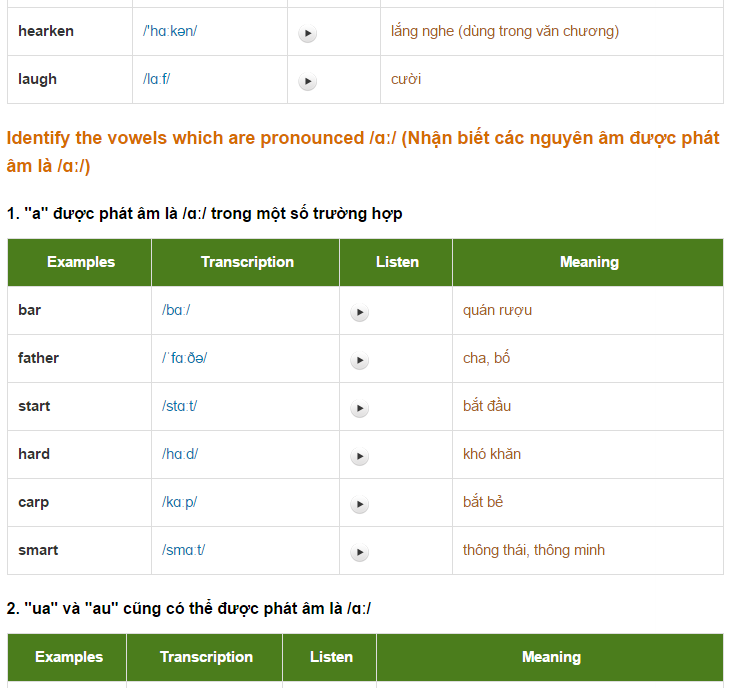 hearken /'hɑːkən/ lắng nghe (dùng trong văn chương)
laugh /lɑːf/ cười
Identify the vowels which are pronounced /ɑː/ (Nhận biết các nguyên âm được phát
âm là /ɑː/)
1. "a" được phát âm là /ɑː/ trong một số trường hợp
Examples Transcription Listen Meaning
bar /bɑː/ quán rượu
father /ˈfɑːðə/ cha, bố
start /stɑːt/ bắt đầu
hard /hɑːd/ khó khăn
carp /kɑːp/ bắt bẻ
smart /smɑːt/ thông thái, thông minh
2. "ua" và "au" cũng có thể được phát âm là /ɑː/
Examples Transcription Listen Meaning